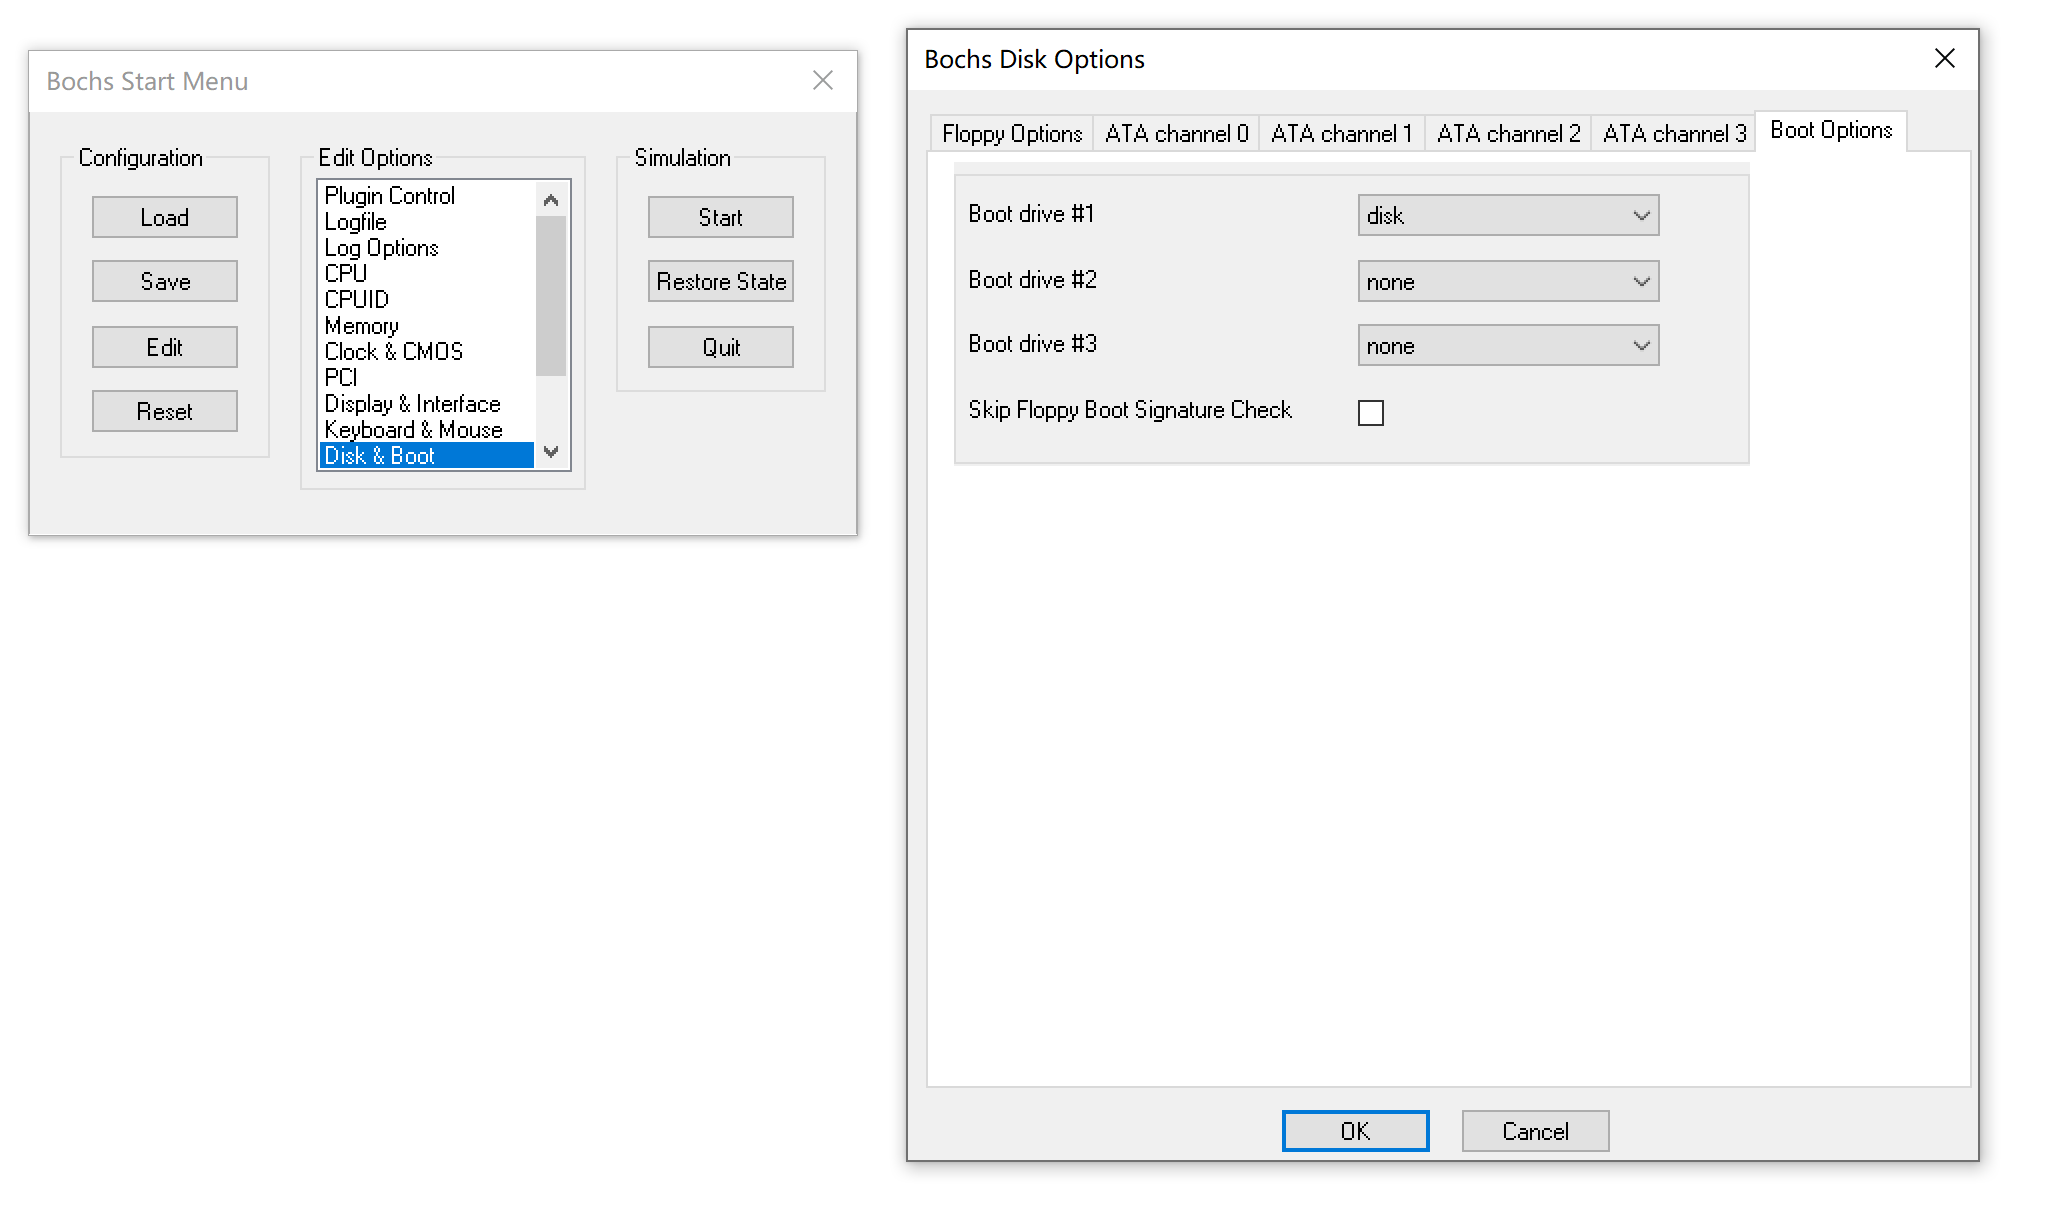 Bochs Start Menu
Configuration
Load
Save
Edit
Reset
Edit Options
Plugin Control
Logfile
Log Options
CPU
CPUID
Memory
Clock & CMOS
PCI
Display & Interface
Keyboard & Mouse
Disk & Boot
Simulation
Start
Restore State
Quit
Bochs Disk Options
Floppy Options ATA channel 0 ATA channel 1 ATA channel 2 ATA channel 3 Boot Options
Boot drive #1 disk
Boot drive #2 none
Boot drive #3 none
Skip Floppy Boot Signature Check
OK Cancel